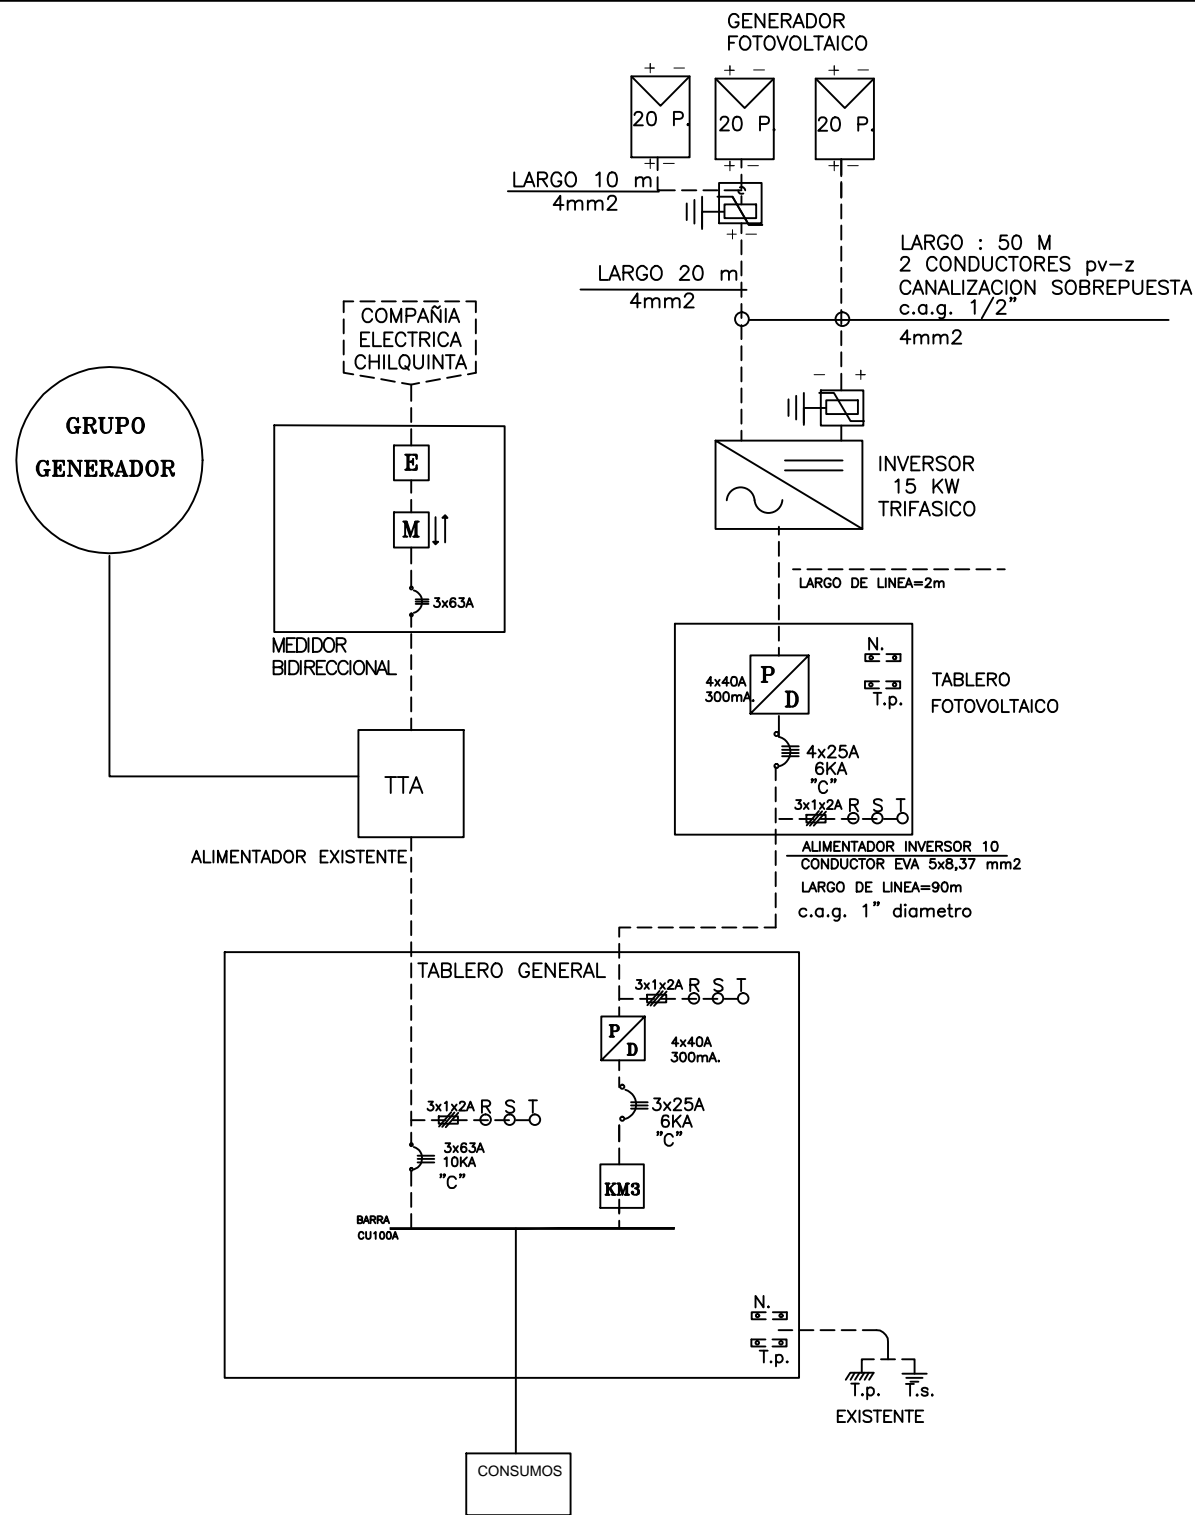 GENERADOR
FOTOVOLTAICO
+ −
+ −
+ −
20 P.
20 P.
20 P.
+ −
+ −
+ −
LARGO 10 m
4mm2
+ −
LARGO 20 m
4mm2
LARGO : 50 M
2 CONDUCTORES pv−z
CANALIZACION SOBREPUESTA
c.a.g. 1/2"
4mm2
COMPAÑIA
ELECTRICA
CHILQUINTA
− +
GRUPO
GENERADOR
E
M
3x63A
MEDIDOR
BIDIRECCIONAL
INVERSOR
15 KW
TRIFASICO
LARGO DE LINEA=2m
N.
T.p.
P
D
4x40A
300mA.
TABLERO
FOTOVOLTAICO
4x25A
6KA
"C"
3x1x2A R S T
TTA
ALIMENTADOR EXISTENTE
ALIMENTADOR INVERSOR 10
CONDUCTOR EVA 5x8,37 mm2
LARGO DE LINEA=90m
c.a.g. 1" diametro
TABLERO GENERAL
3x1x2A R S T
P
D
4x40A
300mA.
3x25A
6KA
"C"
3x1x2A R S T
3x63A
10KA
"C"
KM3
BARRA
CU100A
N.
T.p.
T.p. T.s.
EXISTENTE
CONSUMOS